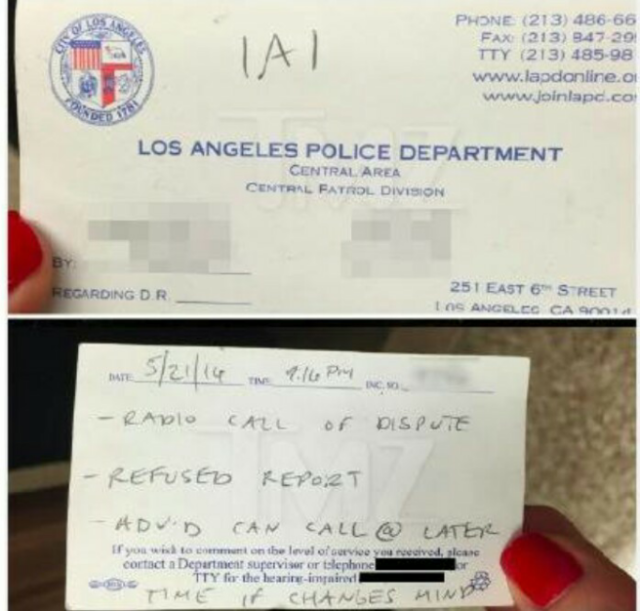 CITY OF LOS ANGELES
FOUNDED 1781
1A1
PHONE: (213) 486-66
FAX: (213) 847-29
TTY (213) 485-98
www.lapdonline.o
www.joinlapd.co
LOS ANGELES POLICE DEPARTMENT
CENTRAL AREA
CENTRAL PATROL DIVISION
TMZ
BY:
REGARDING D.R.
251 EAST 6TH STREET
LOS ANGELES, CA 90014
DATE 5/21/16 TIME 9:16 PM INC. NO.
- RADIO CALL OF DISPUTE
- REFUSED REPORT
TMZ
- ADV'D CAN CALL @ LATER
If you wish to comment on the level of service you received, please
contact a Department supervisor or telephone or
TTY for the hearing-impaired
TIME IF CHANGES MIND